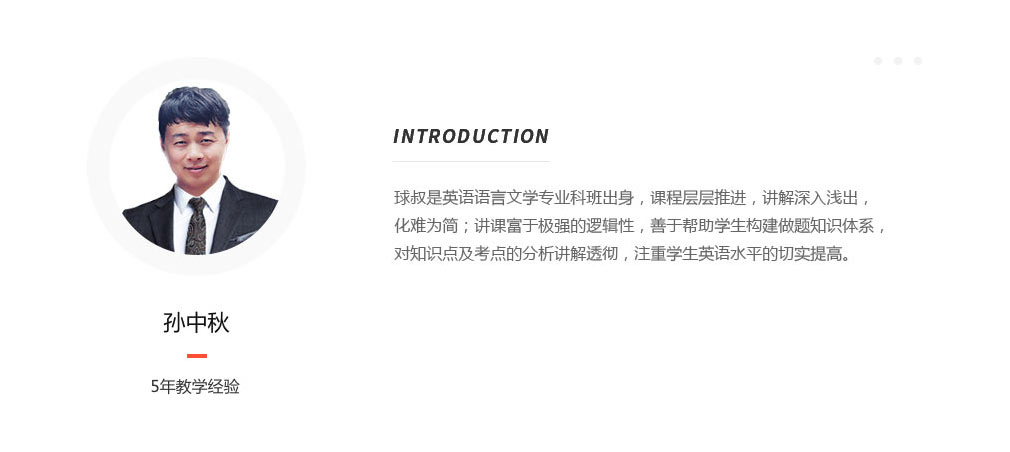 INTRODUCTION
球叔是英语语言文学专业科班出身，课程层层推进，讲解深入浅出，
化难为简；讲课富于极强的逻辑性，善于帮助学生构建做题知识体系，
对知识点及考点的分析讲解透彻，注重学生英语水平的切实提高。
孙中秋
5年教学经验